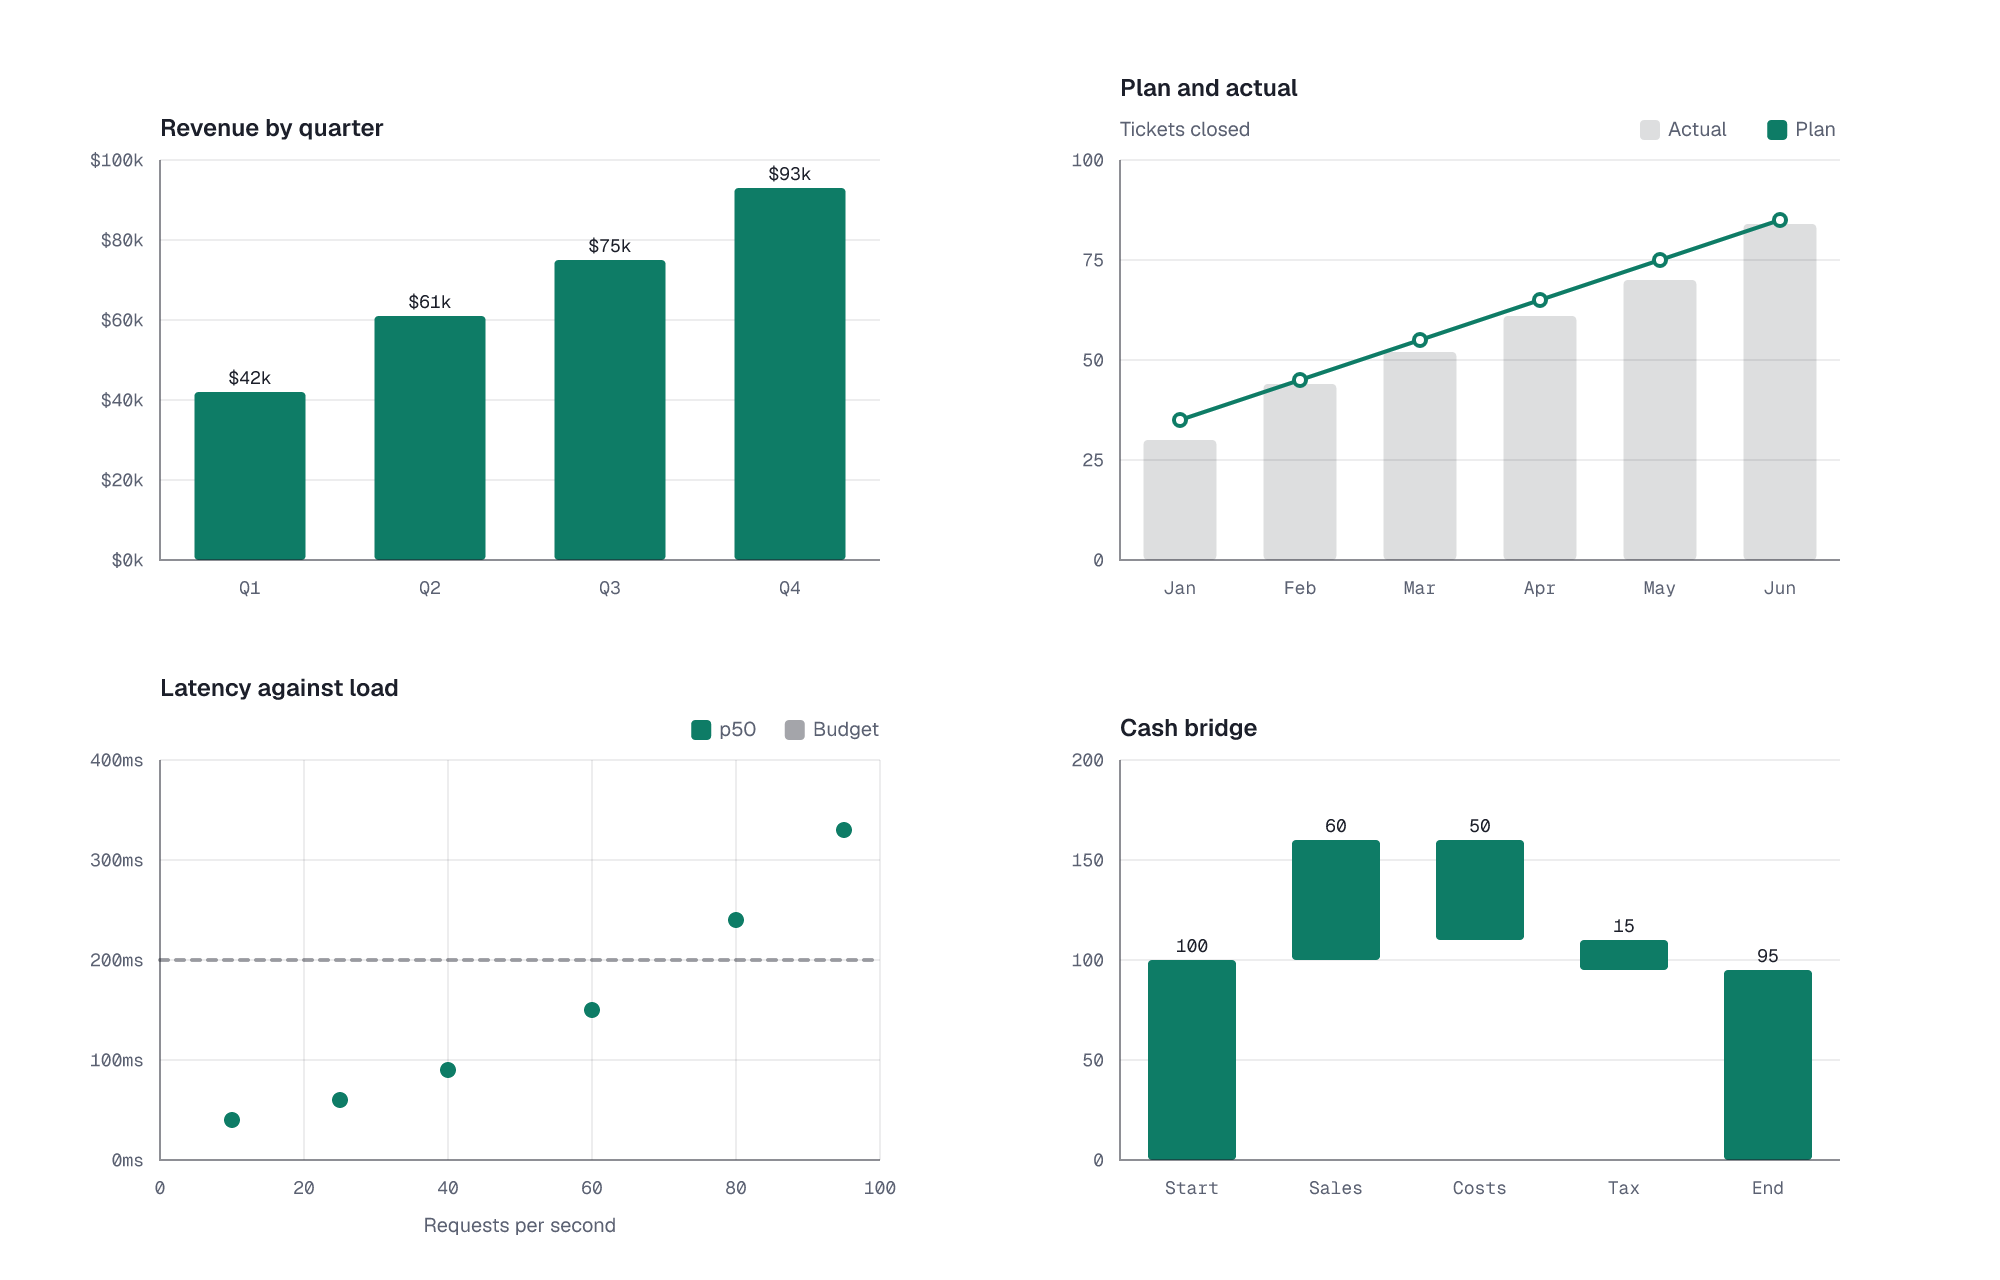 Revenue by quarter
$100k
$80k
$60k
$40k
$20k
$0k
$42k
$61k
$75k
$93k
Q1 Q2 Q3 Q4
Plan and actual
Tickets closed
Actual Plan
100
75
50
25
0
Jan Feb Mar Apr May Jun
Latency against load
p50 Budget
400ms
300ms
200ms
100ms
0ms
0 20 40 60 80 100
Requests per second
Cash bridge
200
150
100
50
0
100
60
50
15
95
Start Sales Costs Tax End